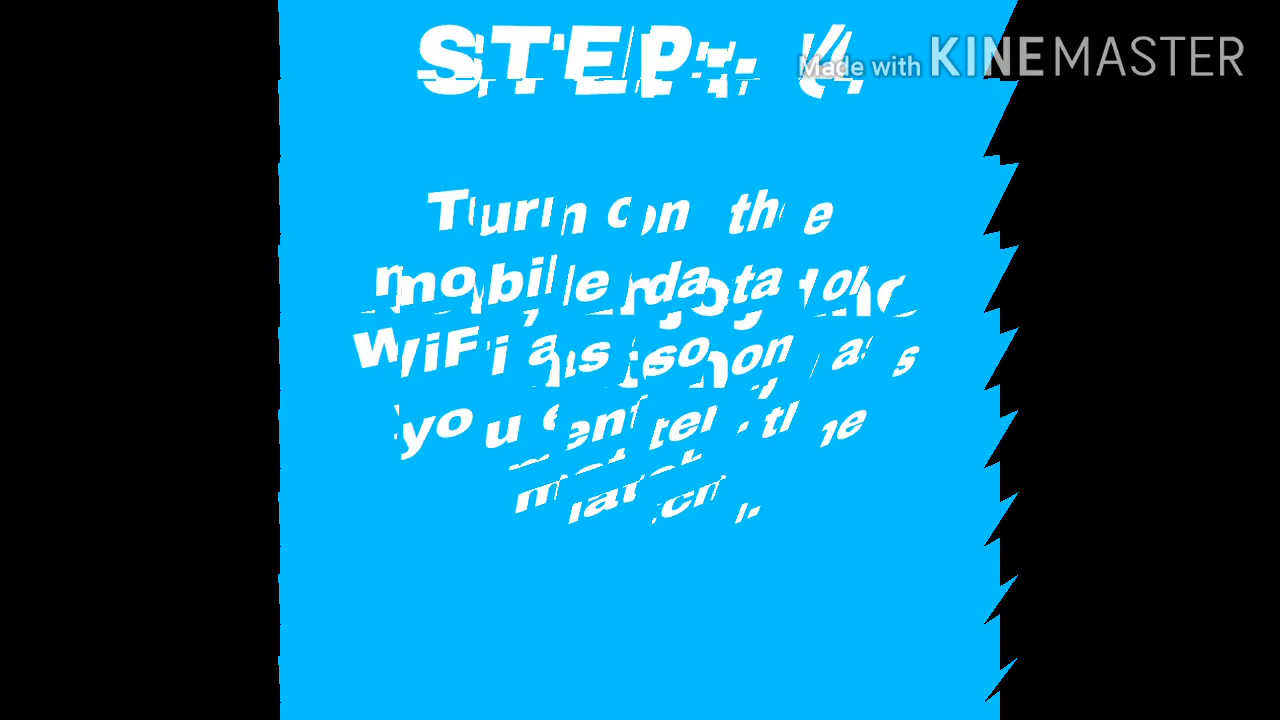 STEP: 4
Made with KINEMASTER
Turn on the
mobile data or
WiFi as soon as
you enter the
match.